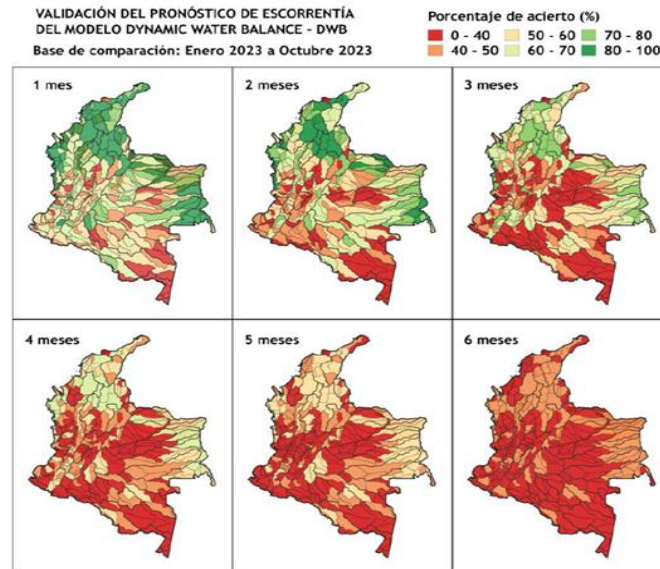 VALIDACIÓN DEL PRONÓSTICO DE ESCORRENTÍA
DEL MODELO DYNAMIC WATER BALANCE - DWB
Base de comparación: Enero 2023 a Octubre 2023
Porcentaje de acierto (%)
0 - 40 50 - 60 70 - 80
40 - 50 60 - 70 80 - 100
1 mes
2 meses
3 meses
4 meses
5 meses
6 meses